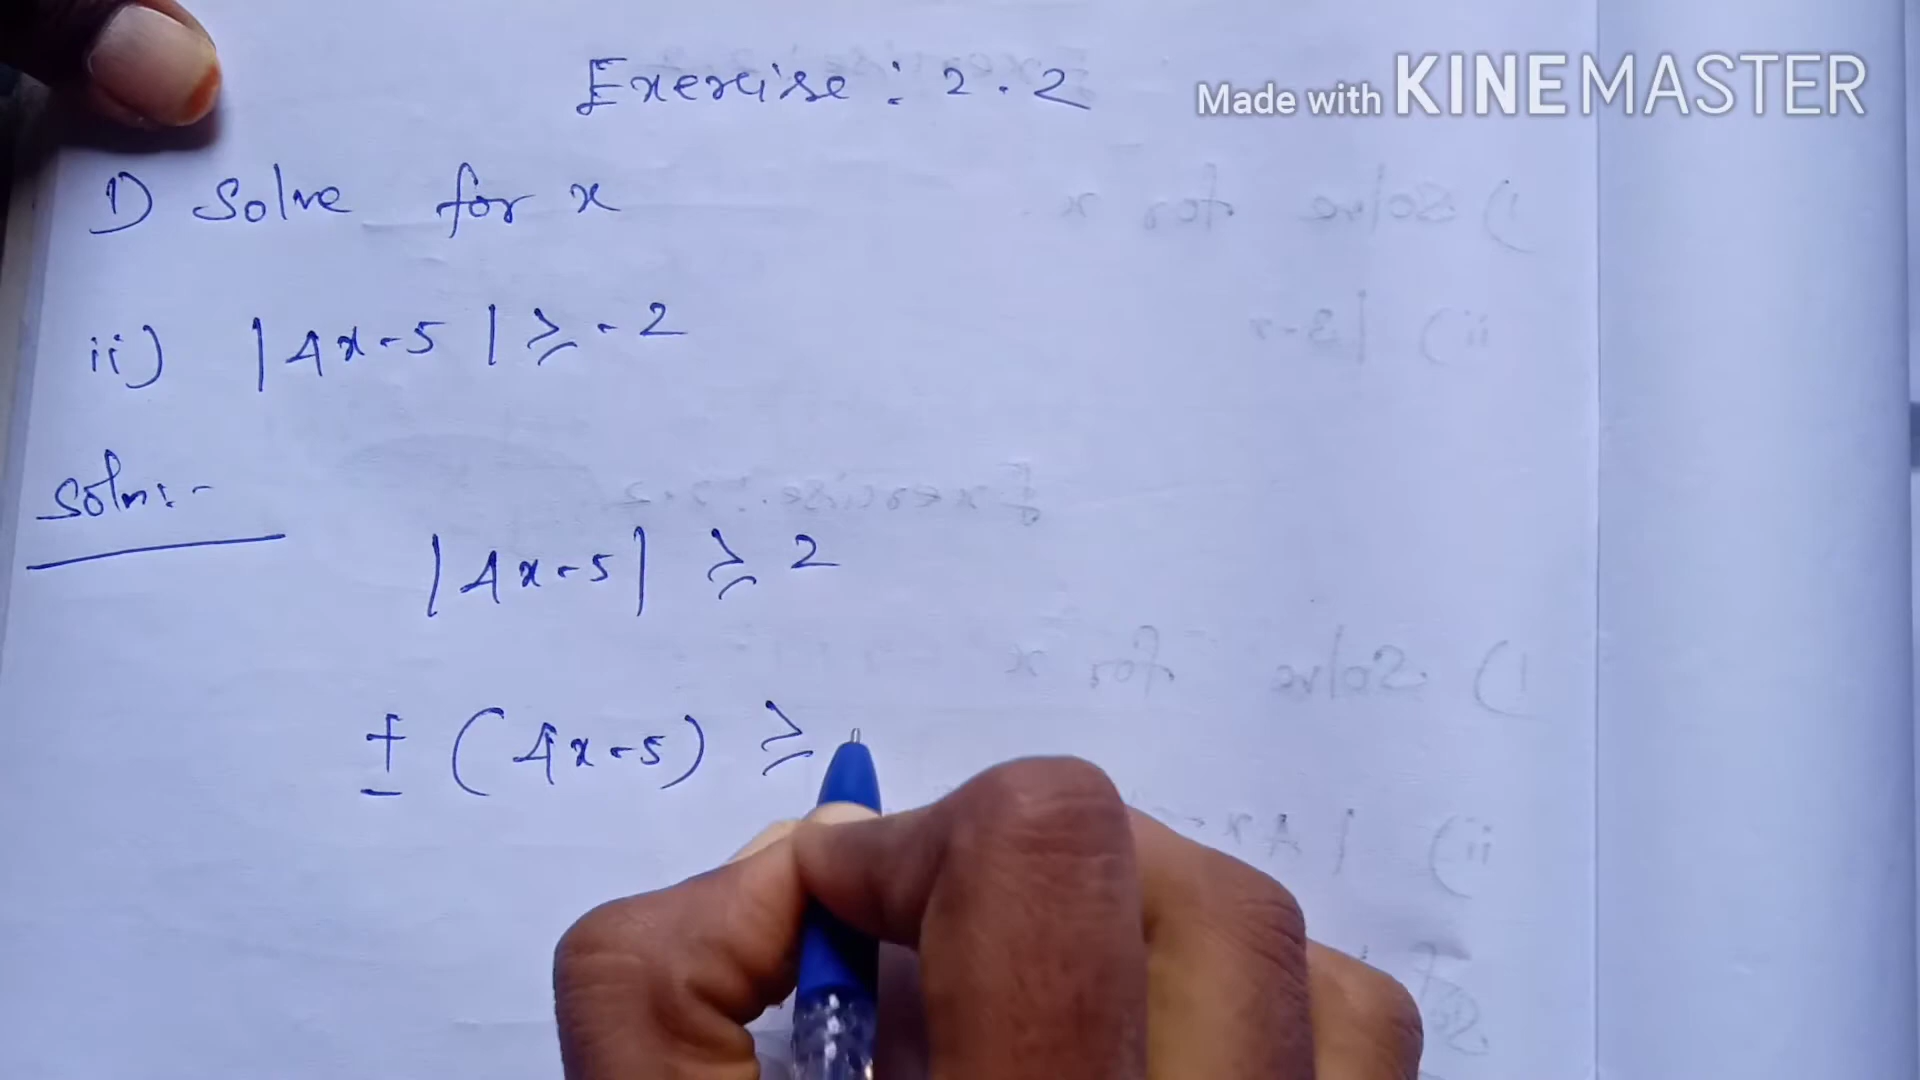 Exercise: 2.2
Made with KINEMASTER
1) Solve for x
ii) |4x-5| ≥ -2
Soln:-
|4x-5| ≥ 2
± (4x-5) ≥